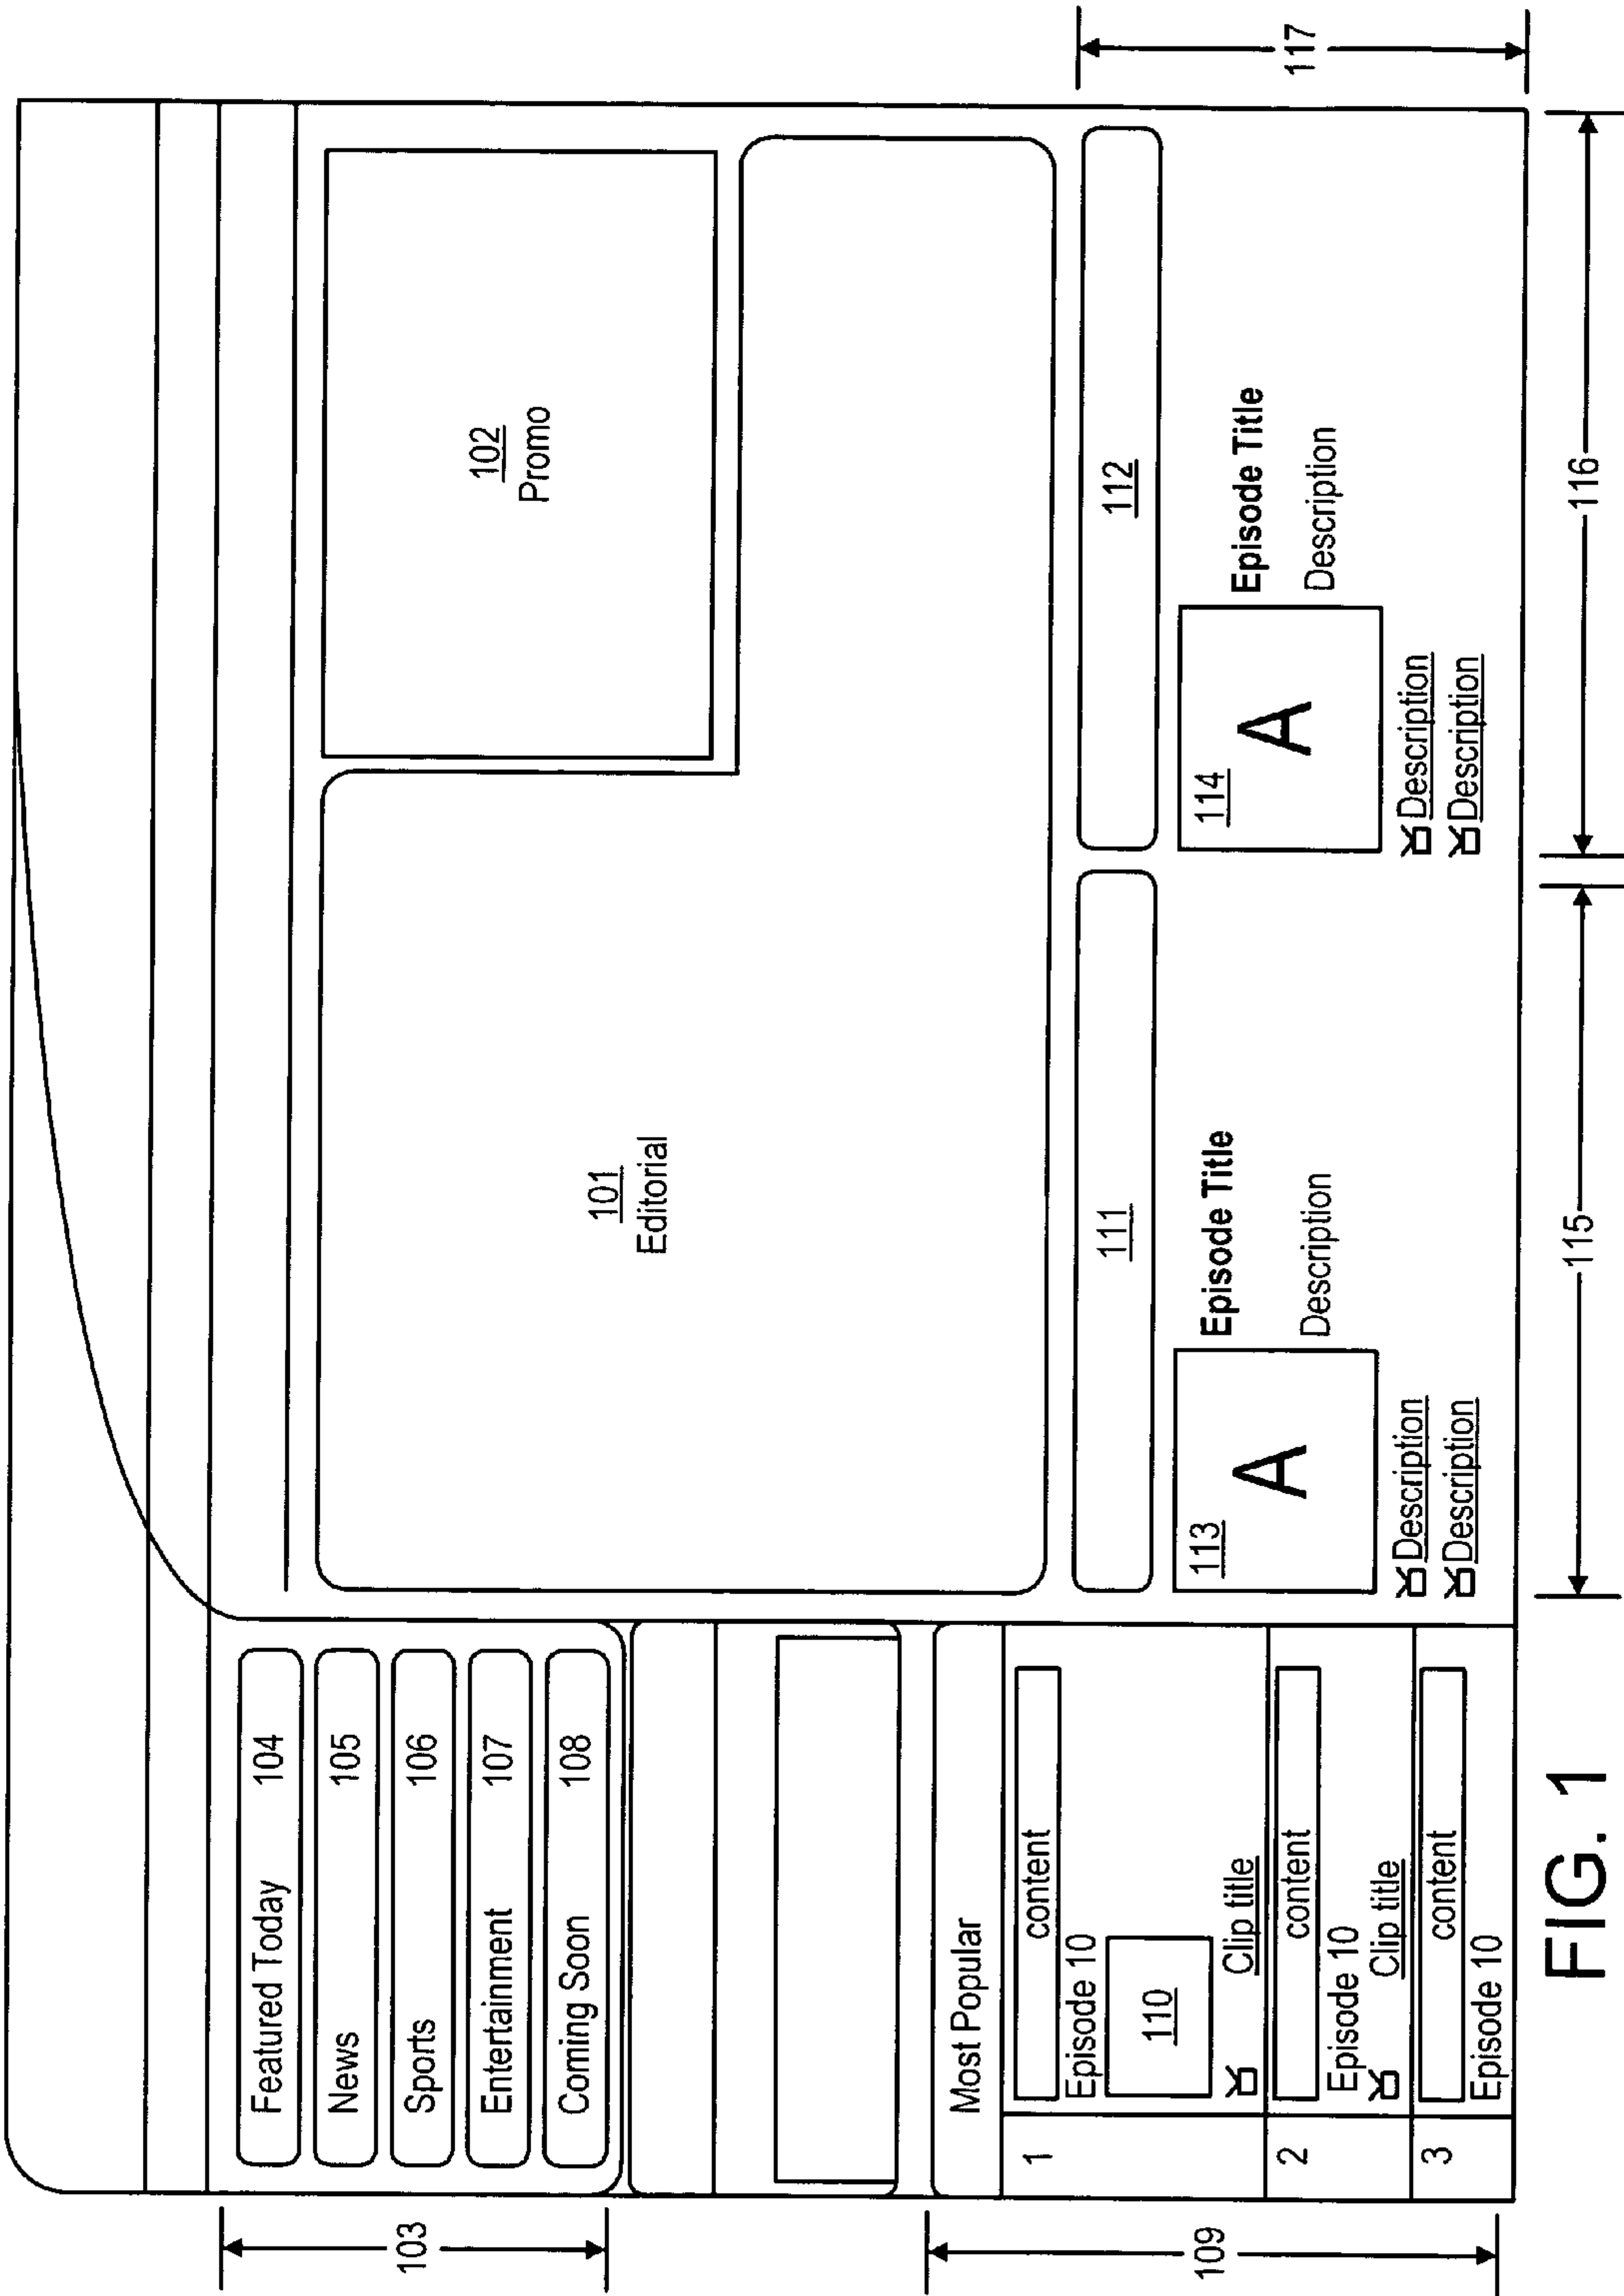 103
Featured Today 104
News 105
Sports 106
Entertainment 107
Coming Soon 108
102
Promo
101
Editorial
109
Most Popular
1
content
Episode 10
110
Clip title
2
content
Episode 10
Clip title
3
content
Episode 10
111
113
A
Episode Title
Description
Description
Description
112
114
A
Episode Title
Description
Description
Description
117
115
116
FIG. 1